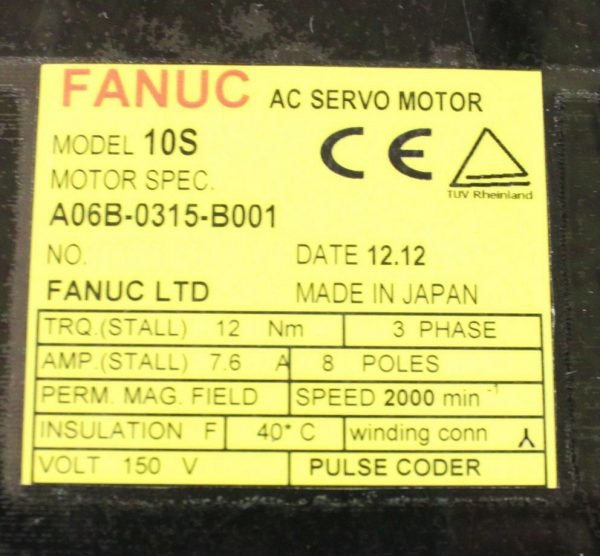 FANUC AC SERVO MOTOR
MODEL 10S
MOTOR SPEC.
A06B-0315-B001
CE
TUV Rheinland
NO. DATE 12.12
FANUC LTD MADE IN JAPAN
TRQ.(STALL) 12 Nm 3 PHASE
AMP.(STALL) 7.6 A 8 POLES
PERM. MAG. FIELD SPEED 2000 min -1
INSULATION F 40* C winding conn
VOLT 150 V PULSE CODER